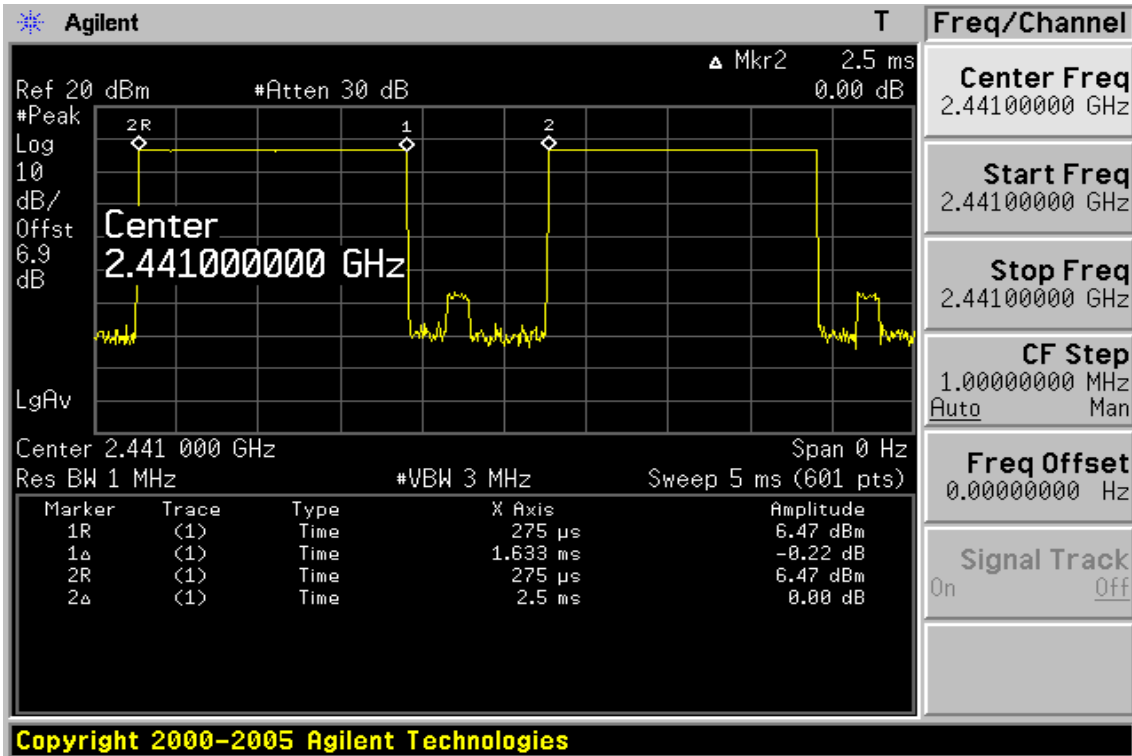 Agilent T Freq/Channel
▵ Mkr2 2.5 ms
Ref 20 dBm #Atten 30 dB 0.00 dB
#Peak
Log
10
dB/
Offst
6.9
dB
LgAv
2R 1 2
Center
2.441000000 GHz
Center 2.441 000 GHz Span 0 Hz
Res BW 1 MHz #VBW 3 MHz Sweep 5 ms (601 pts)
Marker Trace Type X Axis Amplitude
1R (1) Time 275 µs 6.47 dBm
1▵ (1) Time 1.633 ms -0.22 dB
2R (1) Time 275 µs 6.47 dBm
2▵ (1) Time 2.5 ms 0.00 dB
Center Freq
2.44100000 GHz
Start Freq
2.44100000 GHz
Stop Freq
2.44100000 GHz
CF Step
1.00000000 MHz
Auto Man
Freq Offset
0.00000000 Hz
Signal Track
On Off
Copyright 2000-2005 Agilent Technologies